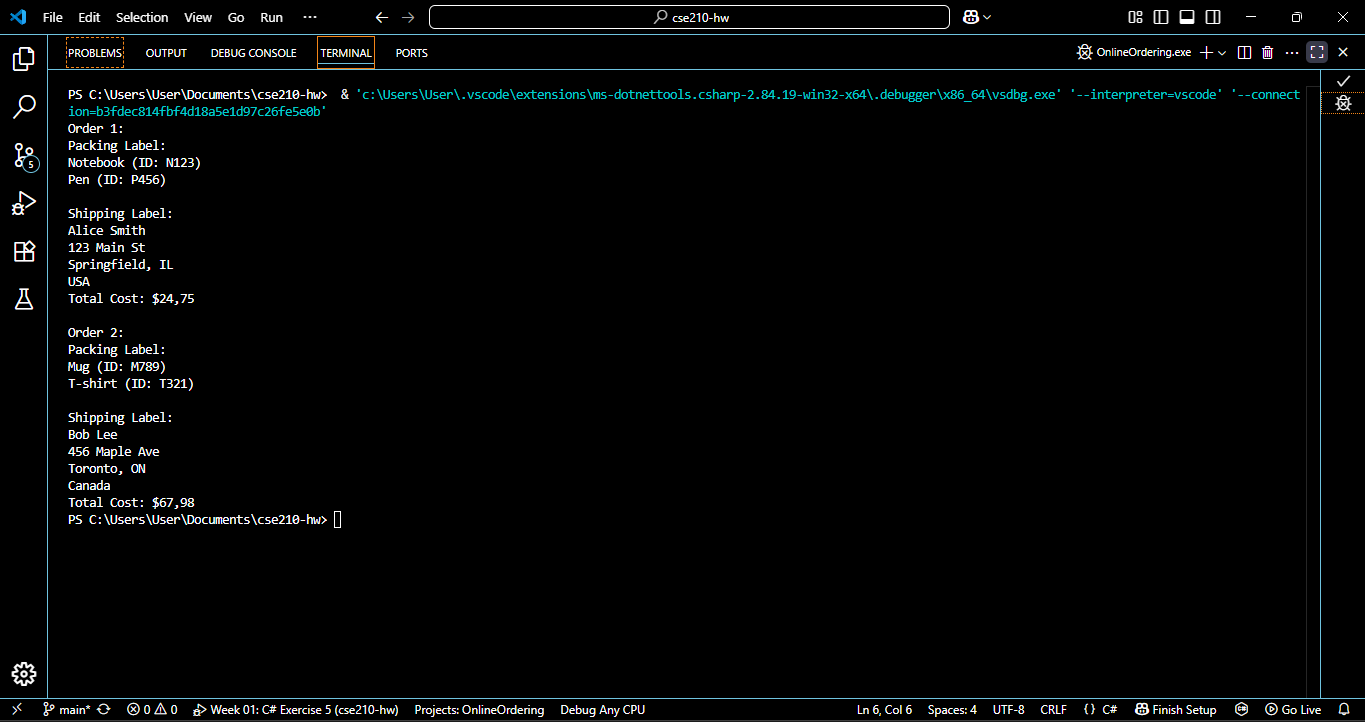 File Edit Selection View Go Run ···
cse210-hw
PROBLEMS OUTPUT DEBUG CONSOLE TERMINAL PORTS
OnlineOrdering.exe
PS C:\Users\User\Documents\cse210-hw>  & 'c:\Users\User\.vscode\extensions\ms-dotnettools.csharp-2.84.19-win32-x64\.debugger\x86_64\vsdbg.exe' '--interpreter=vscode' '--connect
ion=b3fdec814fbf4d18a5e1d97c26fe5e0b'
Order 1:
Packing Label:
Notebook (ID: N123)
Pen (ID: P456)
Shipping Label:
Alice Smith
123 Main St
Springfield, IL
USA
Total Cost: $24,75
Order 2:
Packing Label:
Mug (ID: M789)
T-shirt (ID: T321)
Shipping Label:
Bob Lee
456 Maple Ave
Toronto, ON
Canada
Total Cost: $67,98
PS C:\Users\User\Documents\cse210-hw>
5
main* 0 0 Week 01: C# Exercise 5 (cse210-hw) Projects: OnlineOrdering Debug Any CPU Ln 6, Col 6 Spaces: 4 UTF-8 CRLF {} C# Finish Setup Go Live